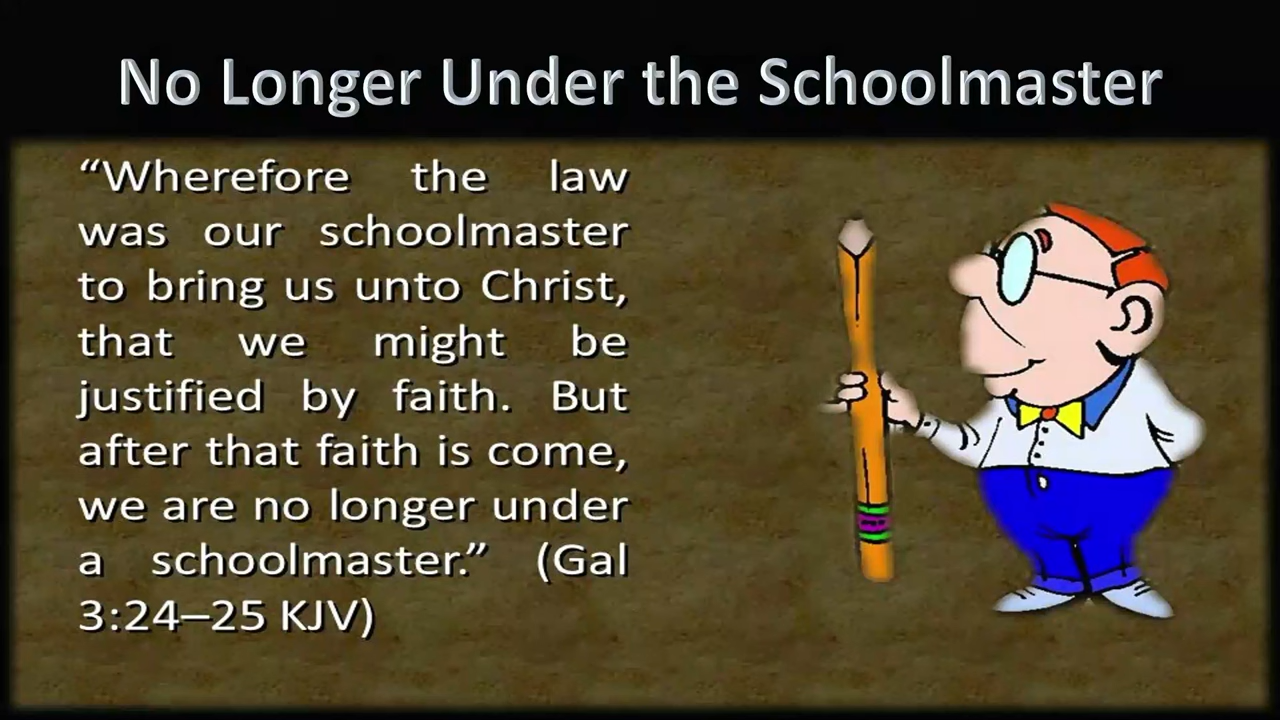 No Longer Under the Schoolmaster
“Wherefore the law
was our schoolmaster
to bring us unto Christ,
that we might be
justified by faith. But
after that faith is come,
we are no longer under
a schoolmaster.” (Gal
3:24–25 KJV)